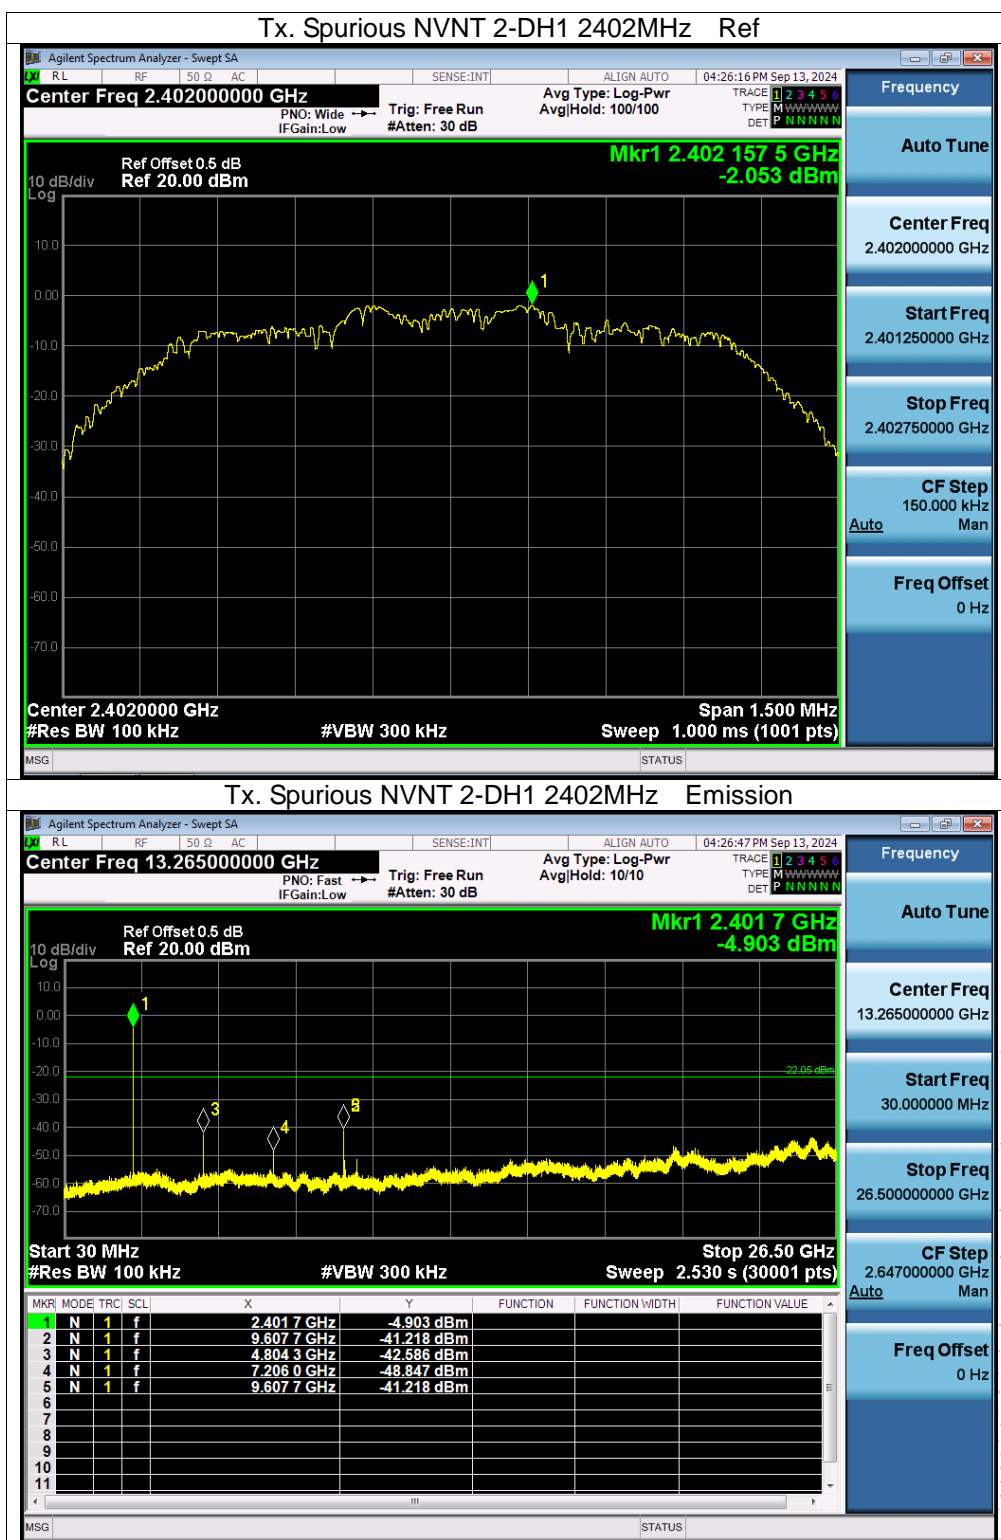 Tx. Spurious NVNT 2-DH1 2402MHz Ref
Agilent Spectrum Analyzer - Swept SA
LXI RL RF 50 Ω AC SENSE:INT ALIGN AUTO 04:26:16 PM Sep 13, 2024
Center Freq 2.402000000 GHz
PNO: Wide
IFGain:Low
Trig: Free Run
#Atten: 30 dB
Avg Type: Log-Pwr
Avg|Hold: 100/100
TRACE 1 2 3 4 5 6
TYPE M WWWWW
DET P N N N N N
Ref Offset 0.5 dB
10 dB/div Ref 20.00 dBm
Log
Mkr1 2.402 157 5 GHz
-2.053 dBm
10.0
0.00
-10.0
-20.0
-30.0
-40.0
-50.0
-60.0
-70.0
1
Center 2.4020000 GHz Span 1.500 MHz
#Res BW 100 kHz #VBW 300 kHz Sweep 1.000 ms (1001 pts)
MSG STATUS
Frequency
Auto Tune
Center Freq
2.402000000 GHz
Start Freq
2.401250000 GHz
Stop Freq
2.402750000 GHz
CF Step
150.000 kHz
Auto Man
Freq Offset
0 Hz
Tx. Spurious NVNT 2-DH1 2402MHz Emission
Agilent Spectrum Analyzer - Swept SA
LXI RL RF 50 Ω AC SENSE:INT ALIGN AUTO 04:26:47 PM Sep 13, 2024
Center Freq 13.265000000 GHz
PNO: Fast
IFGain:Low
Trig: Free Run
#Atten: 30 dB
Avg Type: Log-Pwr
Avg|Hold: 10/10
TRACE 1 2 3 4 5 6
TYPE M WWWWW
DET P N N N N N
Ref Offset 0.5 dB
10 dB/div Ref 20.00 dBm
Log
Mkr1 2.401 7 GHz
-4.903 dBm
10.0
0.00
-10.0
-20.0
-30.0
-40.0
-50.0
-60.0
-70.0
1
3
4
-22.05 dBm
Start 30 MHz Stop 26.50 GHz
#Res BW 100 kHz #VBW 300 kHz Sweep 2.530 s (30001 pts)
MKR MODE TRC SCL X Y FUNCTION FUNCTION WIDTH FUNCTION VALUE
1 N 1 f 2.401 7 GHz -4.903 dBm
2 N 1 f 9.607 7 GHz -41.218 dBm
3 N 1 f 4.804 3 GHz -42.586 dBm
4 N 1 f 7.206 0 GHz -48.847 dBm
5 N 1 f 9.607 7 GHz -41.218 dBm
6
7
8
9
10
11
MSG STATUS
Frequency
Auto Tune
Center Freq
13.265000000 GHz
Start Freq
30.000000 MHz
Stop Freq
26.500000000 GHz
CF Step
2.647000000 GHz
Auto Man
Freq Offset
0 Hz